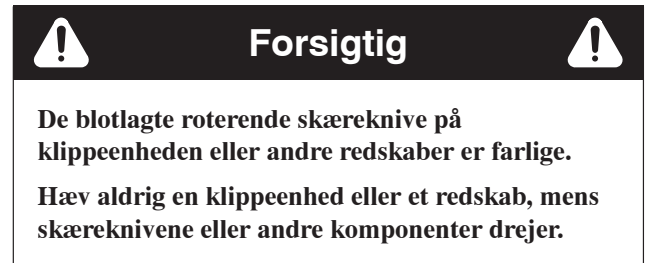 Forsigtig
De blotlagte roterende skæreknive på
klippeenheden eller andre redskaber er farlige.
Hæv aldrig en klippeenhed eller et redskab, mens
skæreknivene eller andre komponenter drejer.